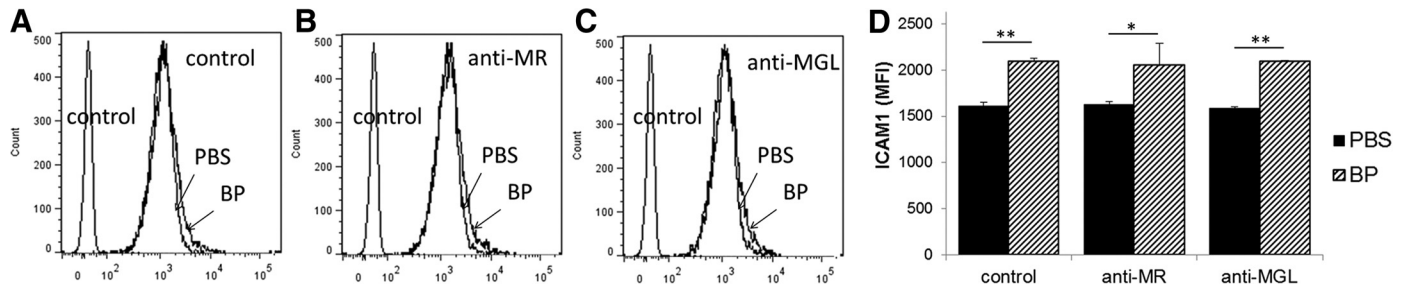 A
control
control
PBS
BP
Count
500
400
300
200
100
0
0 10^2 10^3 10^4 10^5
B
anti-MR
control
PBS
BP
Count
500
400
300
200
100
0
0 10^2 10^3 10^4 10^5
C
anti-MGL
control
PBS
BP
Count
500
400
300
200
100
0
0 10^2 10^3 10^4 10^5
D
ICAM1 (MFI)
2500
2000
1500
1000
500
0
** * **
control anti-MR anti-MGL
PBS
BP